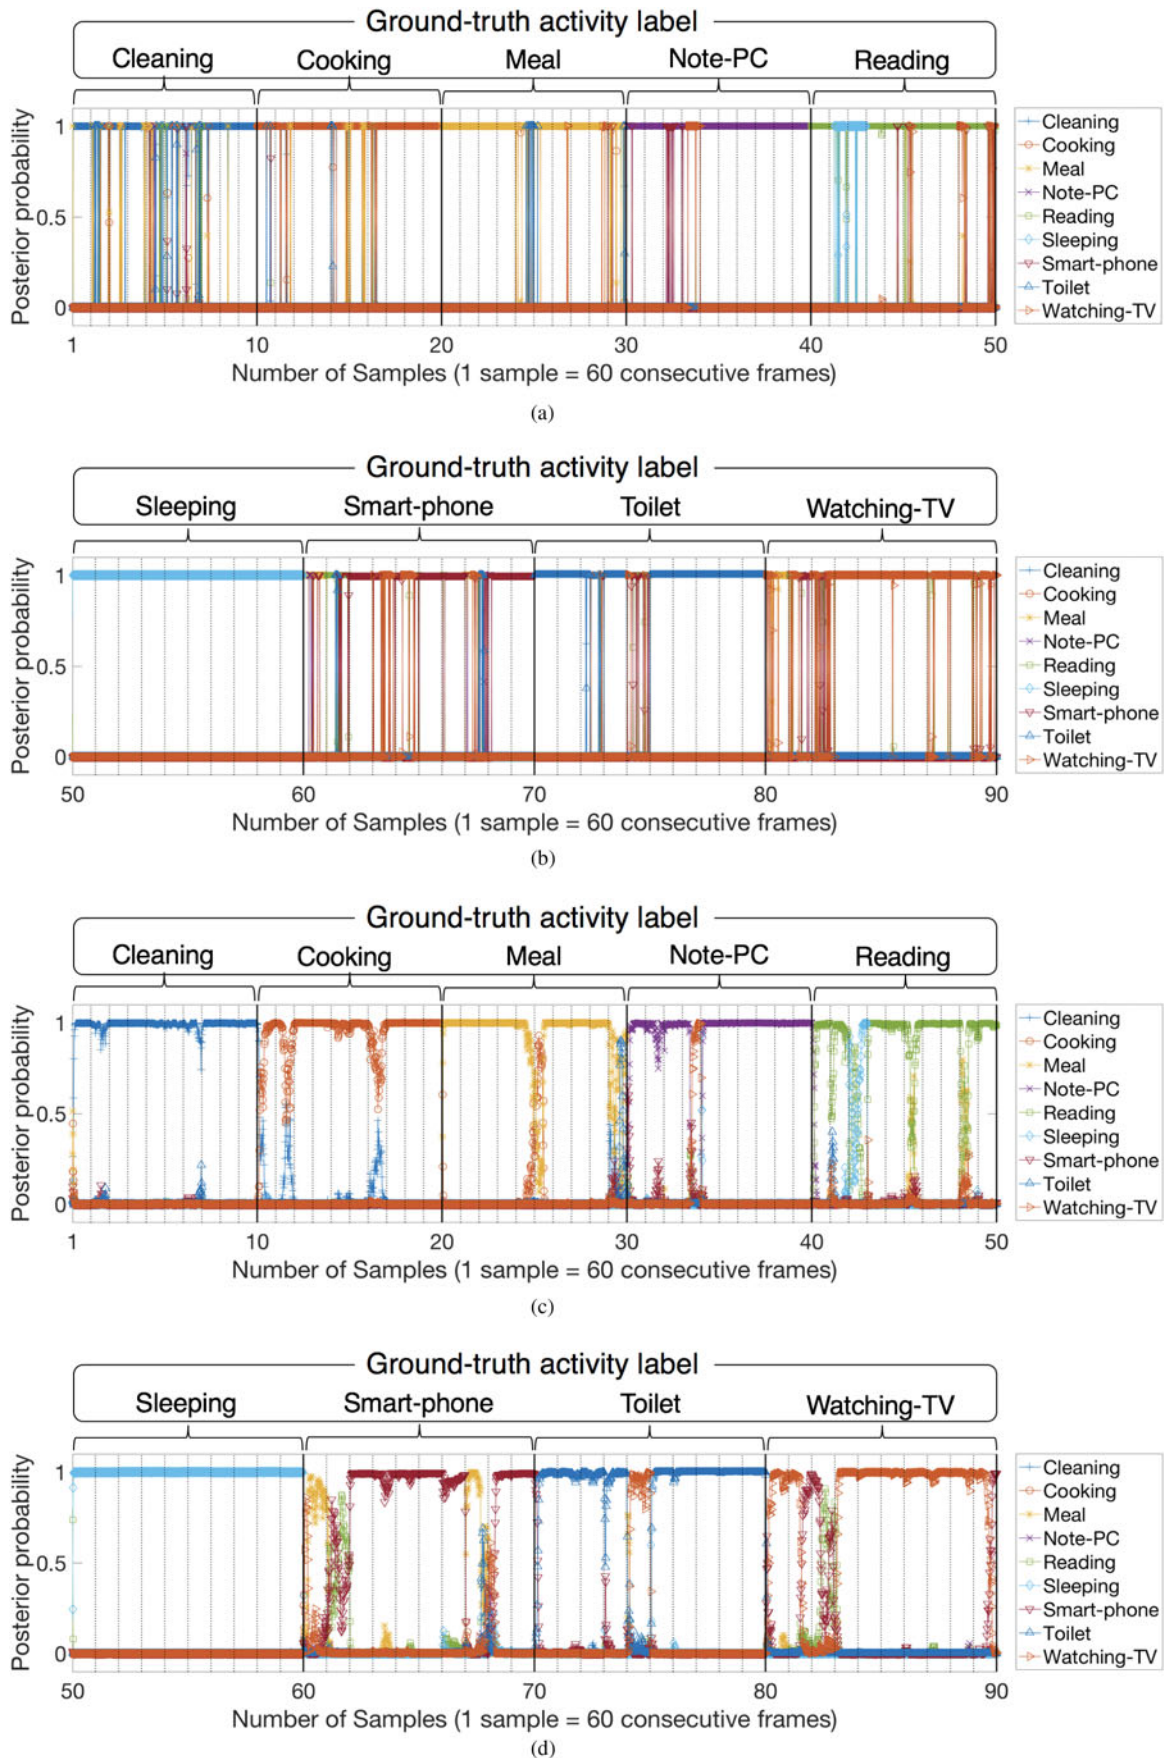 Ground-truth activity label
Cleaning Cooking Meal Note-PC Reading
Posterior probability
1
0.5
0
1 10 20 30 40 50
Number of Samples (1 sample = 60 consecutive frames)
Cleaning
Cooking
Meal
Note-PC
Reading
Sleeping
Smart-phone
Toilet
Watching-TV
(a)
Ground-truth activity label
Sleeping Smart-phone Toilet Watching-TV
Posterior probability
1
0.5
0
50 60 70 80 90
Number of Samples (1 sample = 60 consecutive frames)
Cleaning
Cooking
Meal
Note-PC
Reading
Sleeping
Smart-phone
Toilet
Watching-TV
(b)
Ground-truth activity label
Cleaning Cooking Meal Note-PC Reading
Posterior probability
1
0.5
0
1 10 20 30 40 50
Number of Samples (1 sample = 60 consecutive frames)
Cleaning
Cooking
Meal
Note-PC
Reading
Sleeping
Smart-phone
Toilet
Watching-TV
(c)
Ground-truth activity label
Sleeping Smart-phone Toilet Watching-TV
Posterior probability
1
0.5
0
50 60 70 80 90
Number of Samples (1 sample = 60 consecutive frames)
Cleaning
Cooking
Meal
Note-PC
Reading
Sleeping
Smart-phone
Toilet
Watching-TV
(d)